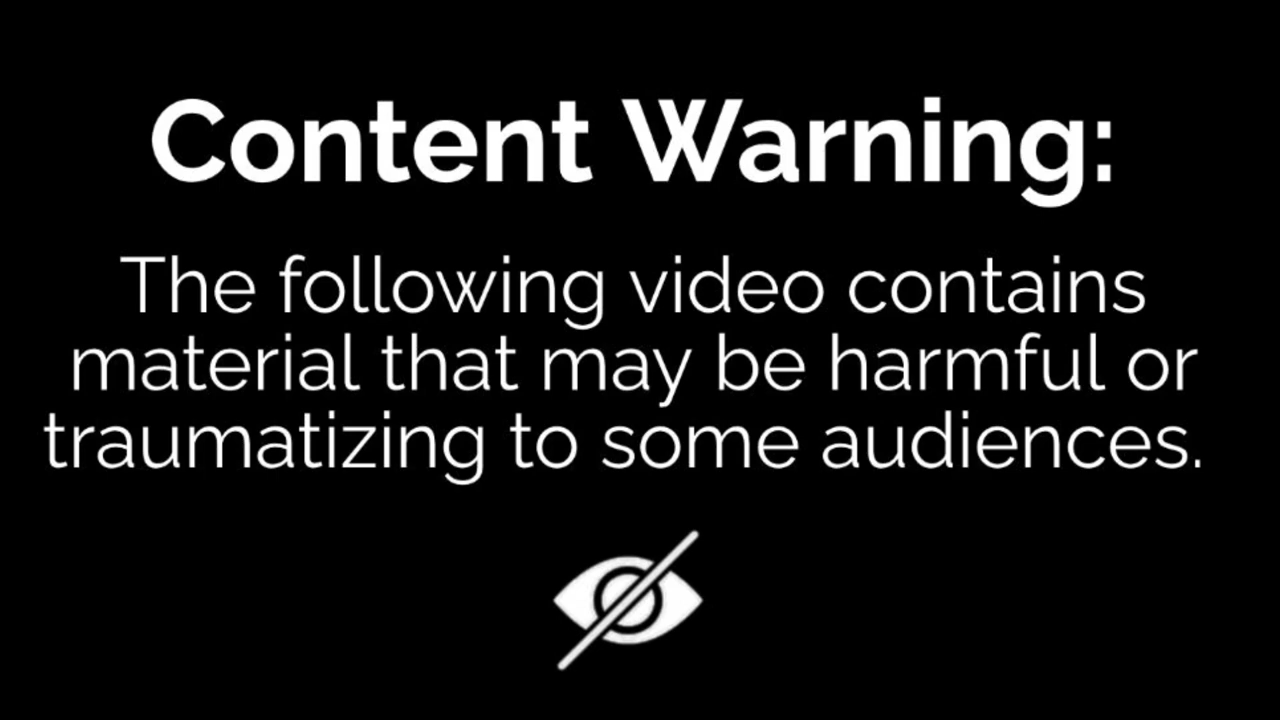 Content Warning:
The following video contains
material that may be harmful or
traumatizing to some audiences.